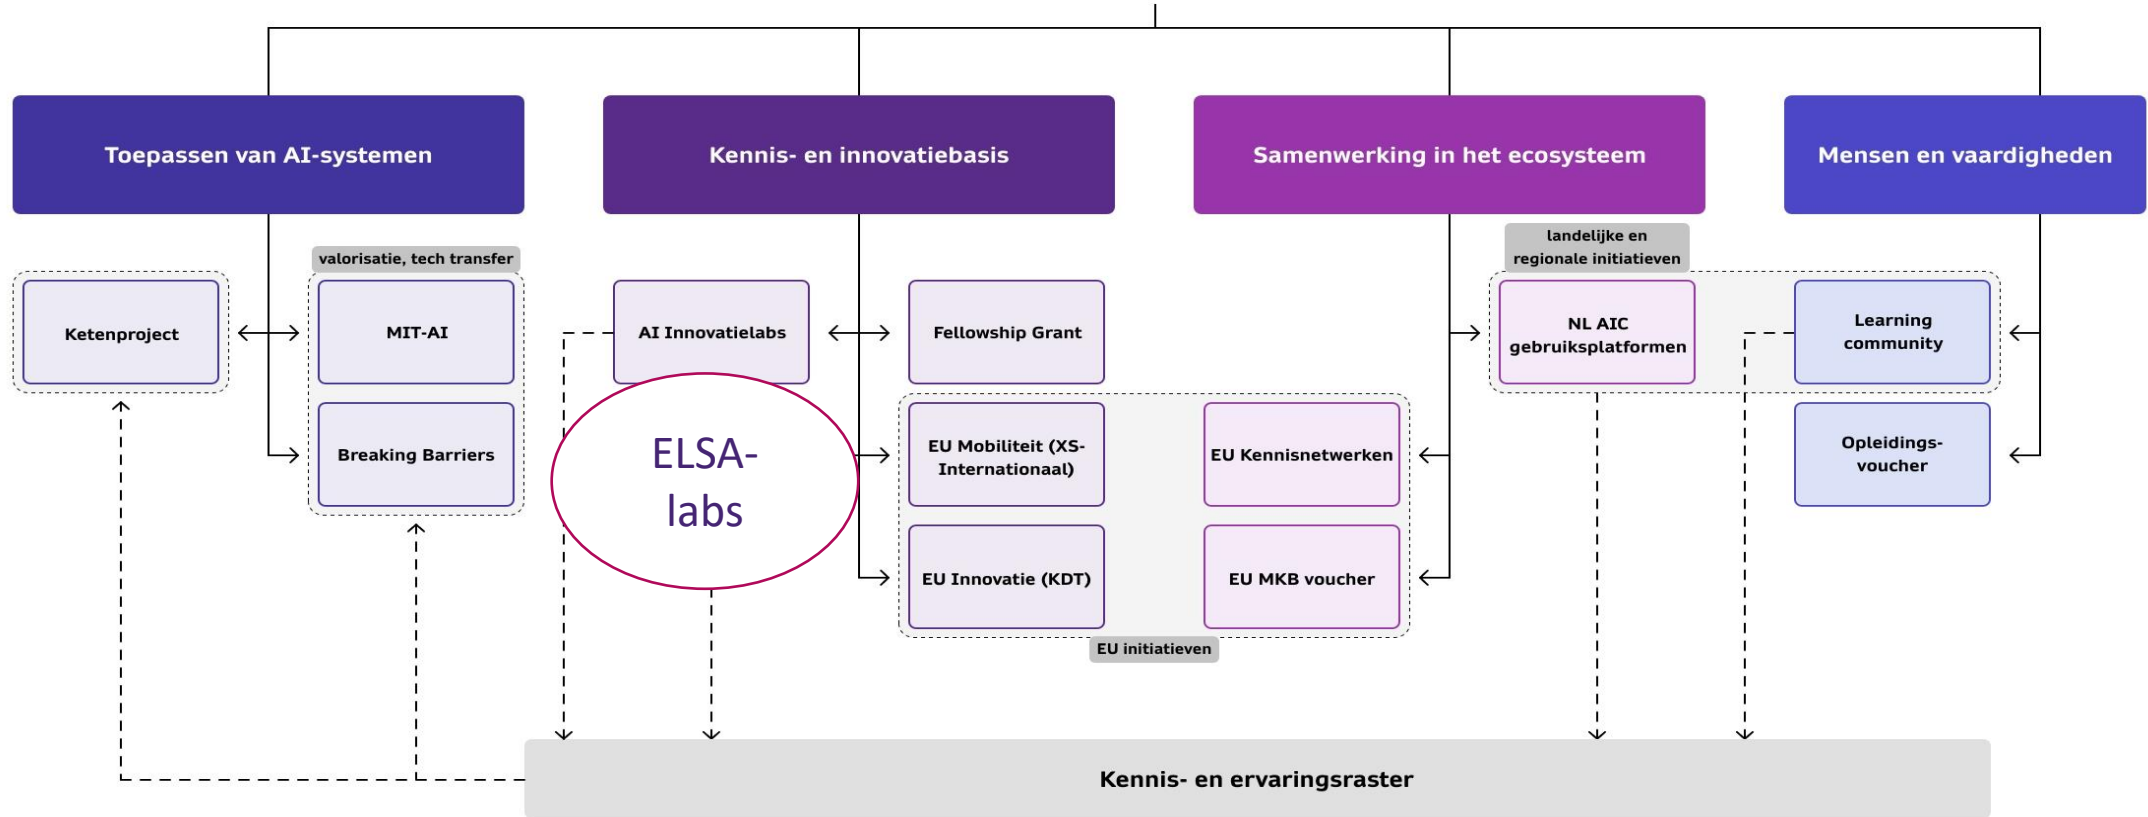 Toepassen van AI-systemen
Kennis- en innovatiebasis
Samenwerking in het ecosysteem
Mensen en vaardigheden
valorisatie, tech transfer
landelijke en
regionale initiatieven
Ketenproject
MIT-AI
AI Innovatielabs
Fellowship Grant
NL AIC
gebruiksplatformen
Learning
community
Breaking Barriers
ELSA-
labs
EU Mobiliteit (XS-
Internationaal)
EU Kennisnetwerken
Opleidings-
voucher
EU Innovatie (KDT)
EU MKB voucher
EU initiatieven
Kennis- en ervaringsraster